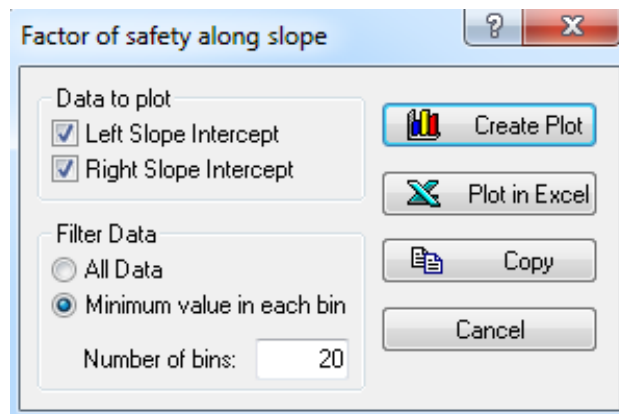 Factor of safety along slope
?
X
Data to plot
Left Slope Intercept
Right Slope Intercept
Filter Data
All Data
Minimum value in each bin
Number of bins: 20
Create Plot
Plot in Excel
Copy
Cancel